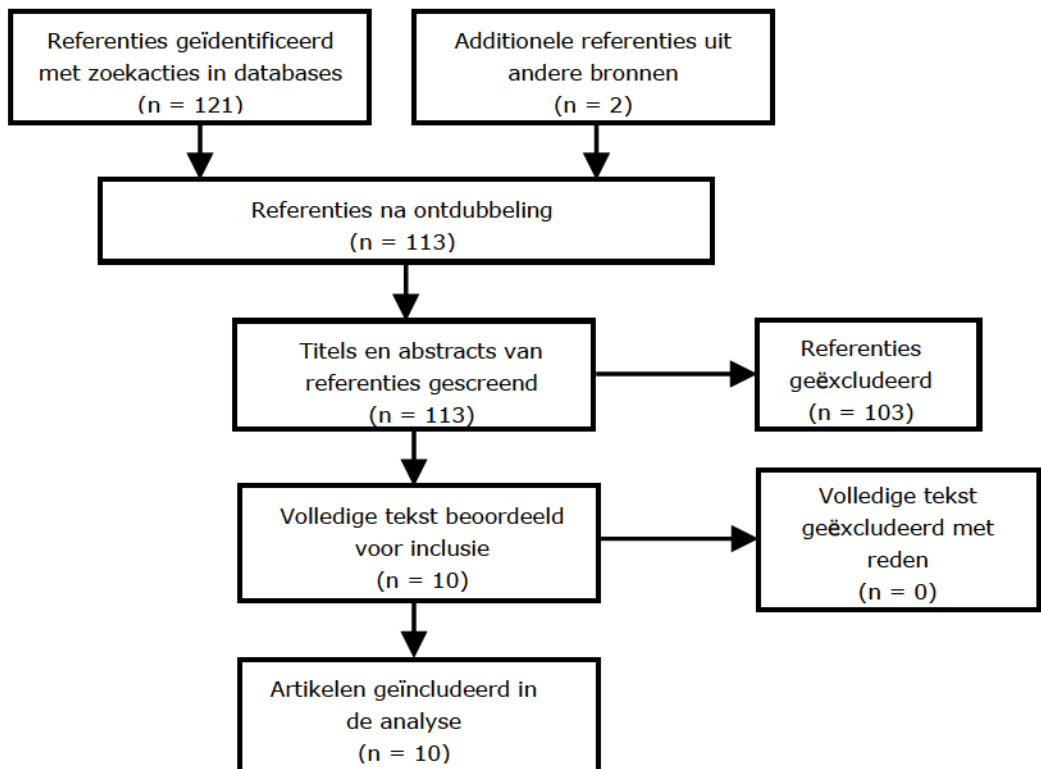 Referenties geïdentificeerd
met zoekacties in databases
(n = 121)
Additionele referenties uit
andere bronnen
(n = 2)
Referenties na ontdubbeling
(n = 113)
Titels en abstracts van
referenties gescreend
(n = 113)
Referenties
geëxcludeerd
(n = 103)
Volledige tekst beoordeeld
voor inclusie
(n = 10)
Volledige tekst
geëxcludeerd met
reden
(n = 0)
Artikelen geïncludeerd in
de analyse
(n = 10)